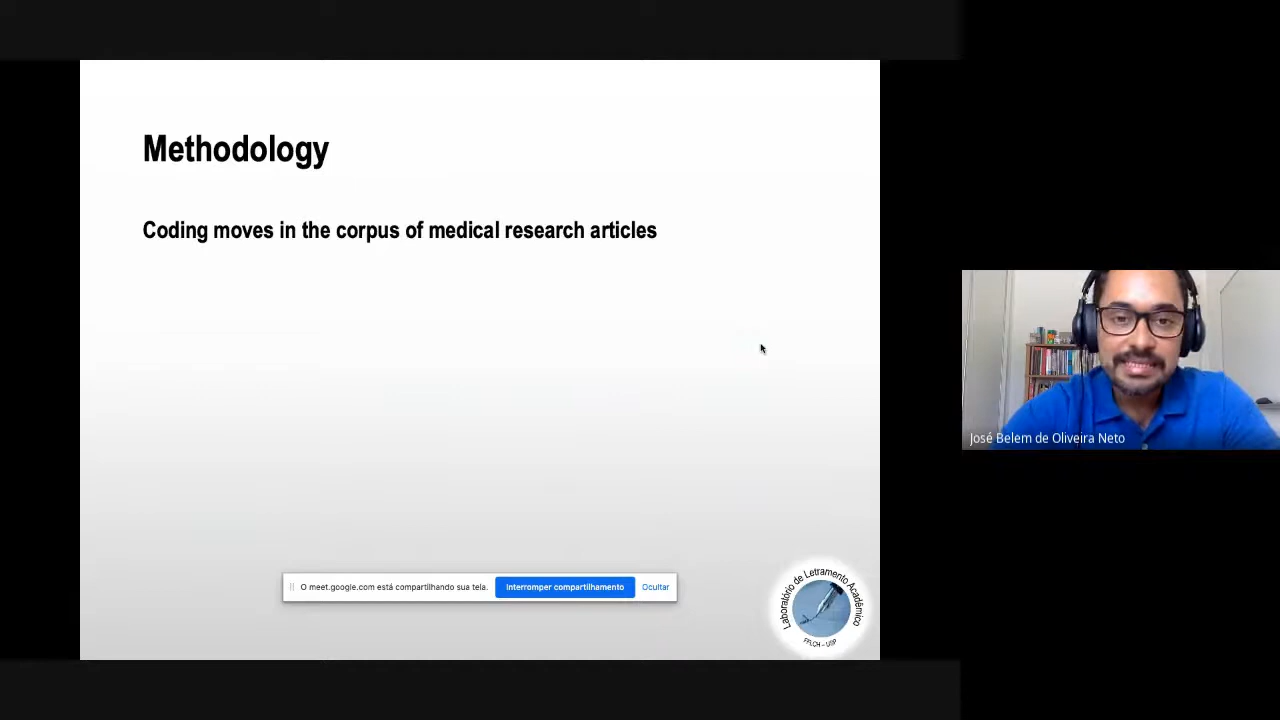 Methodology
Coding moves in the corpus of medical research articles
José Belem de Oliveira Neto
O meet.google.com está compartilhando sua tela. Interromper compartilhamento Ocultar
Laboratório de Letramento Acadêmico
FFLCH – USP